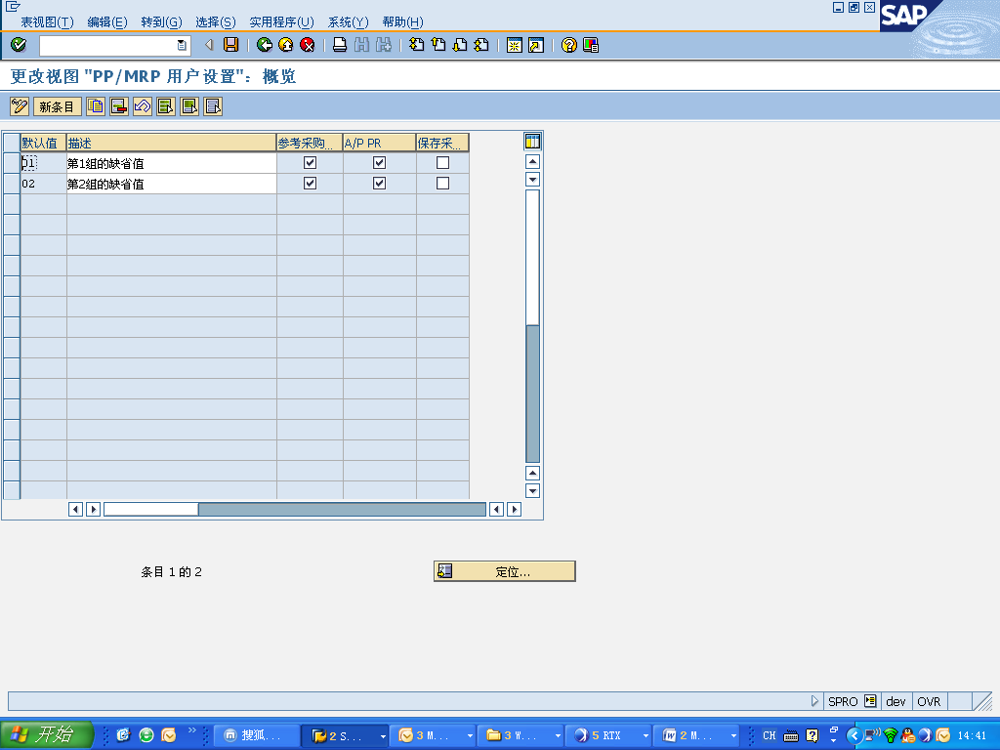 表视图(T) 编辑(E) 转到(G) 选择(S) 实用程序(U) 系统(Y) 帮助(H)
SAP
更改视图 "PP/MRP 用户设置": 概览
新条目
默认值 描述 参考采购... A/P PR 保存采...
01 第1组的缺省值
02 第2组的缺省值
条目 1 的 2
定位...
SPRO dev OVR
开始 » 搜狐.... 2 S... 3 M... 3 W... 5 RTX 2 M... CH 14:41